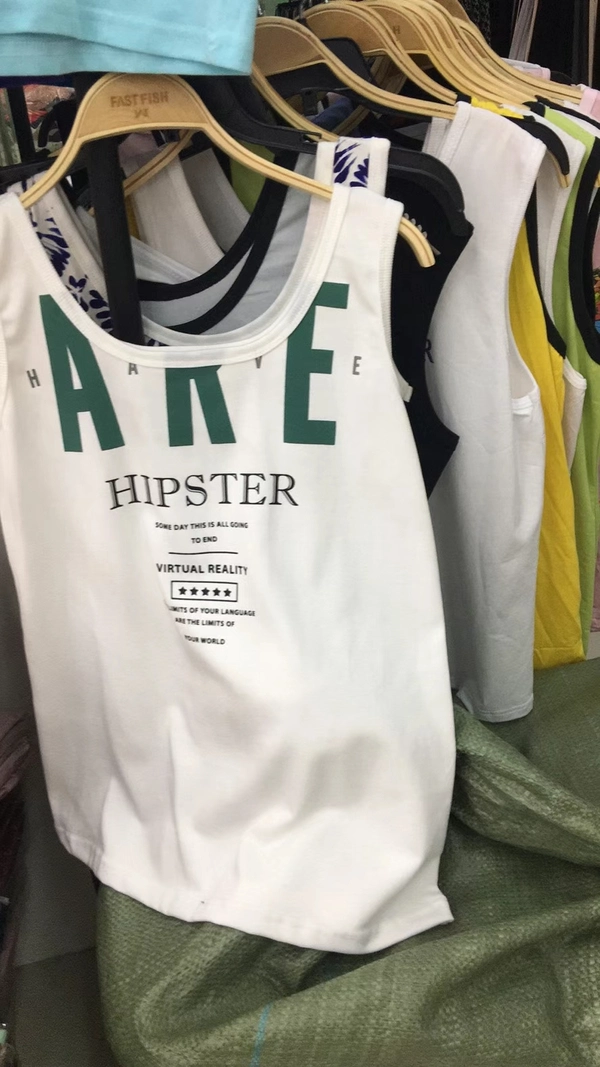 FAST FISH
ARE
H A V E
HIPSTER
SOME DAY THIS IS ALL GOING
TO END
VIRTUAL REALITY
★★★★★
LIMITS OF YOUR LANGUAGE
ARE THE LIMITS OF
YOUR WORLD